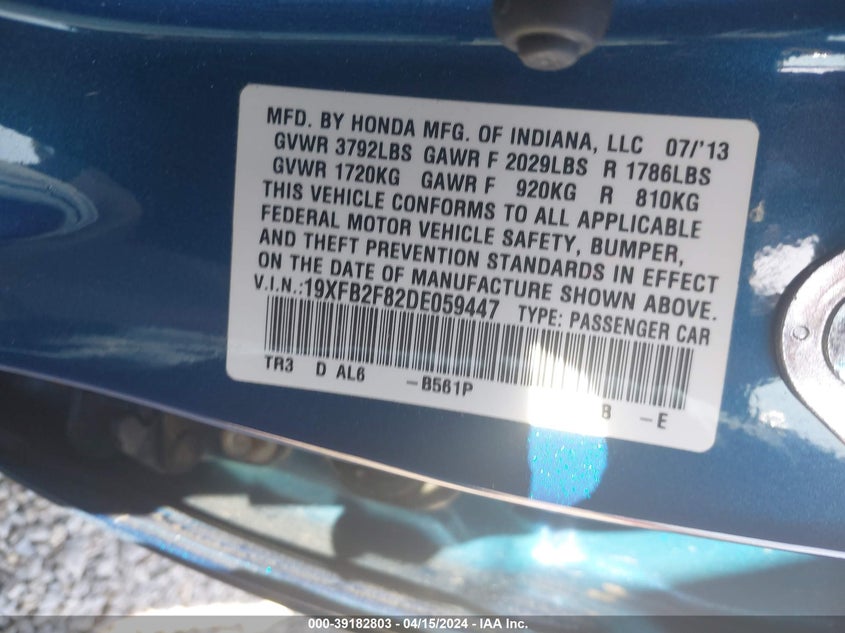 MFD. BY HONDA MFG. OF INDIANA, LLC 07/'13
GVWR 3792LBS GAWR F 2029LBS R 1786LBS
GVWR 1720KG GAWR F 920KG R 810KG
THIS VEHICLE CONFORMS TO ALL APPLICABLE
FEDERAL MOTOR VEHICLE SAFETY, BUMPER,
AND THEFT PREVENTION STANDARDS IN EFFECT
ON THE DATE OF MANUFACTURE SHOWN ABOVE.
V.I.N.:19XFB2F82DE059447 TYPE: PASSENGER CAR
TR3 D AL6 -B561P B -E
000-39182803 - 04/15/2024 - IAA Inc.